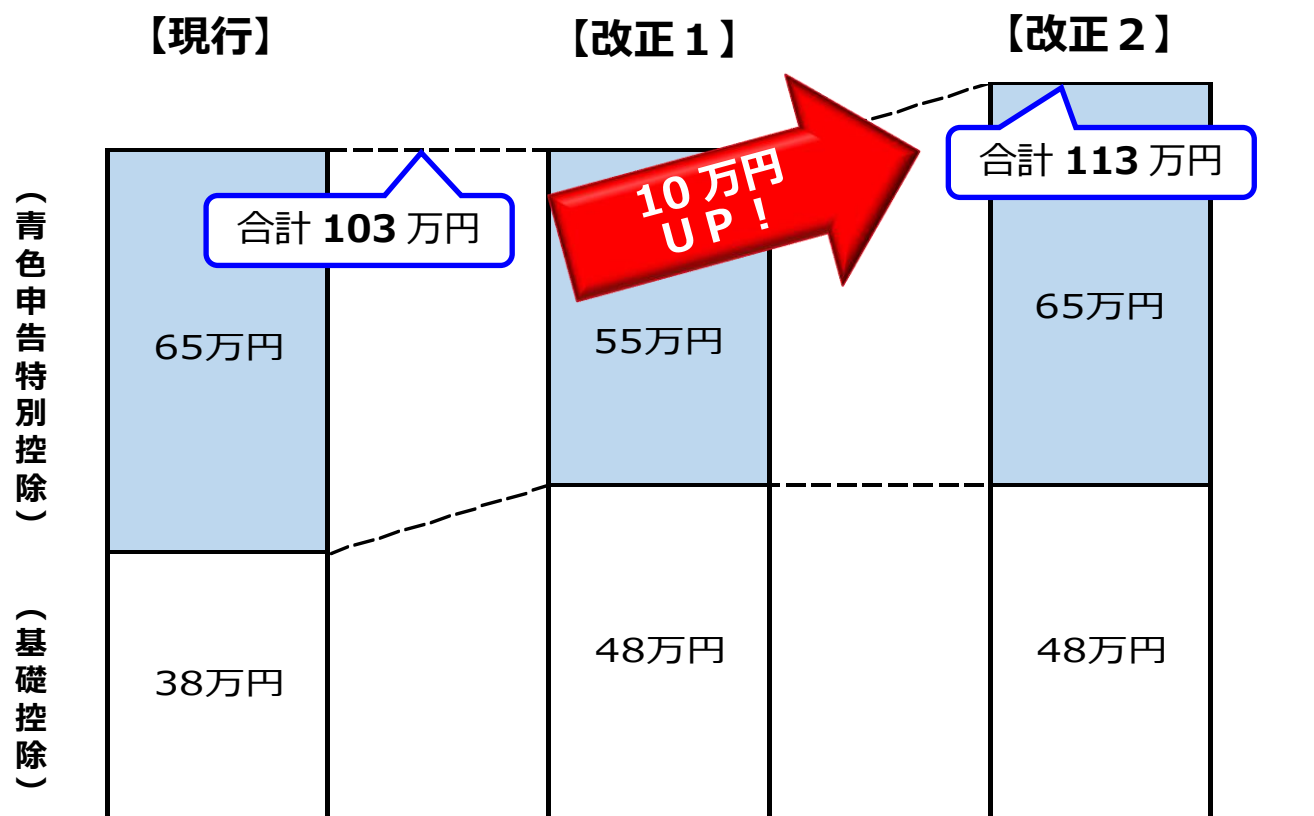 【現行】
【改正１】
【改正２】
合計 103 万円
10 万円
ＵＰ！
合計 113 万円
（青色申告特別控除）
65万円
55万円
65万円
（基礎控除）
38万円
48万円
48万円